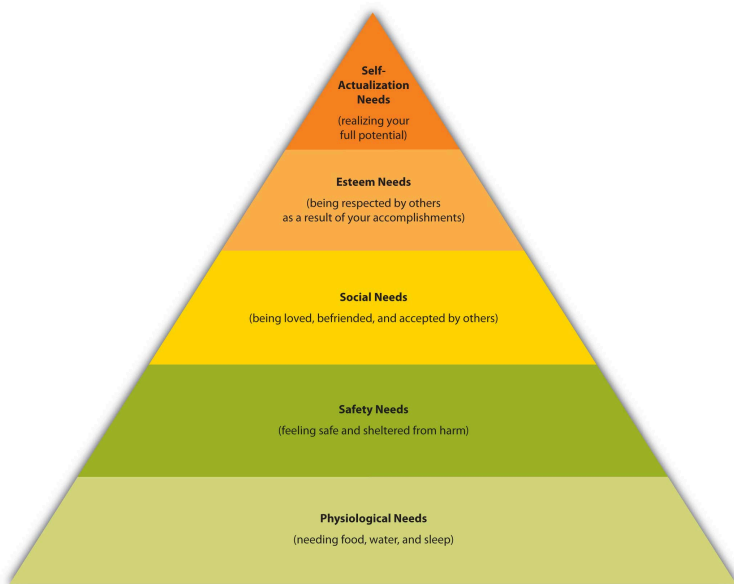 Self-
Actualization
Needs
(realizing your
full potential)
Esteem Needs
(being respected by others
as a result of your accomplishments)
Social Needs
(being loved, befriended, and accepted by others)
Safety Needs
(feeling safe and sheltered from harm)
Physiological Needs
(needing food, water, and sleep)